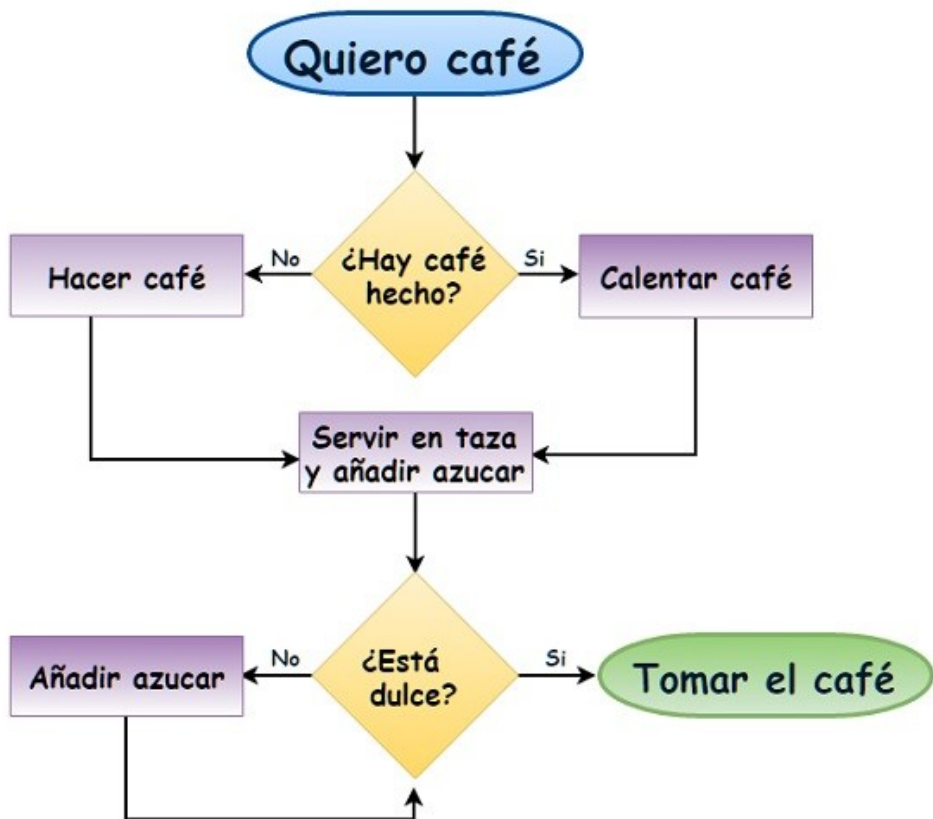 Quiero café
¿Hay café
hecho?
No
Si
Hacer café
Calentar café
Servir en taza
y añadir azucar
¿Está
dulce?
No
Si
Añadir azucar
Tomar el café